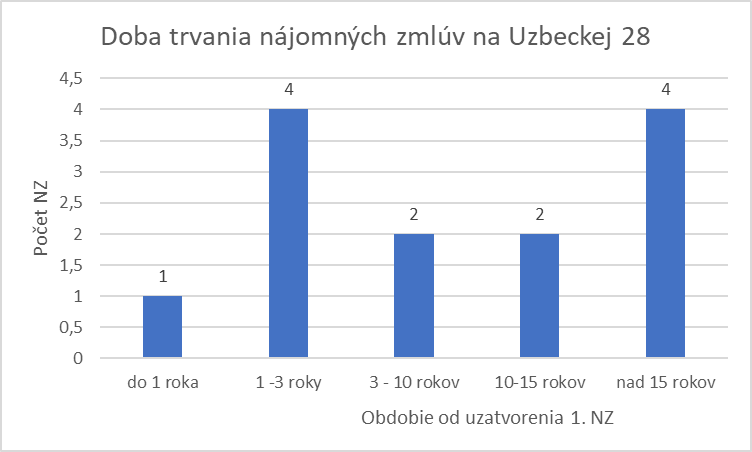 Doba trvania nájomných zmlúv na Uzbeckej 28
Počet NZ
4,5
4
3,5
3
2,5
2
1,5
1
0,5
0
1
4
2
2
4
do 1 roka
1 -3 roky
3 - 10 rokov
10-15 rokov
nad 15 rokov
Obdobie od uzatvorenia 1. NZ